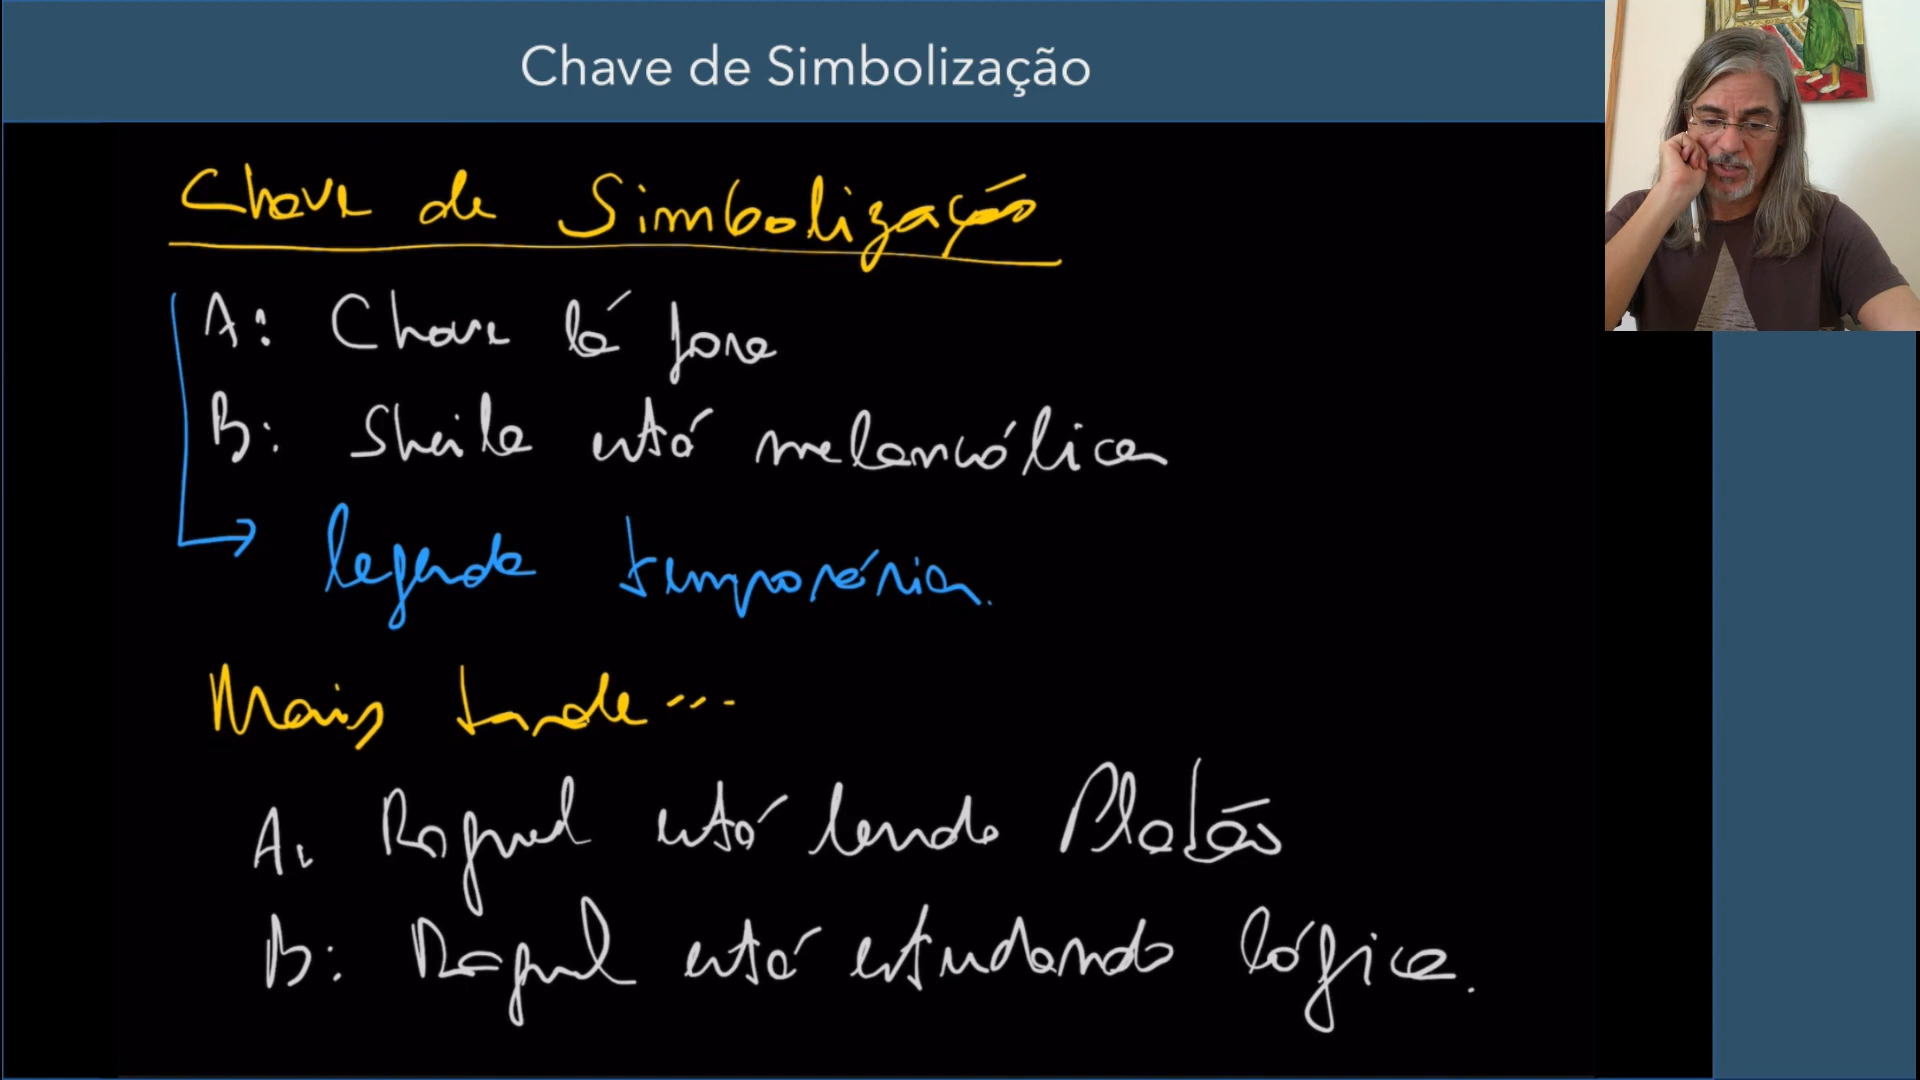 Chave de Simbolização
Chave de Simbolização
A: Chove lá fora
B: Sheila está melancólica
legenda temporária.
Mais tarde...
A: Raquel está lendo Platão
B: Raquel está estudando lógica.